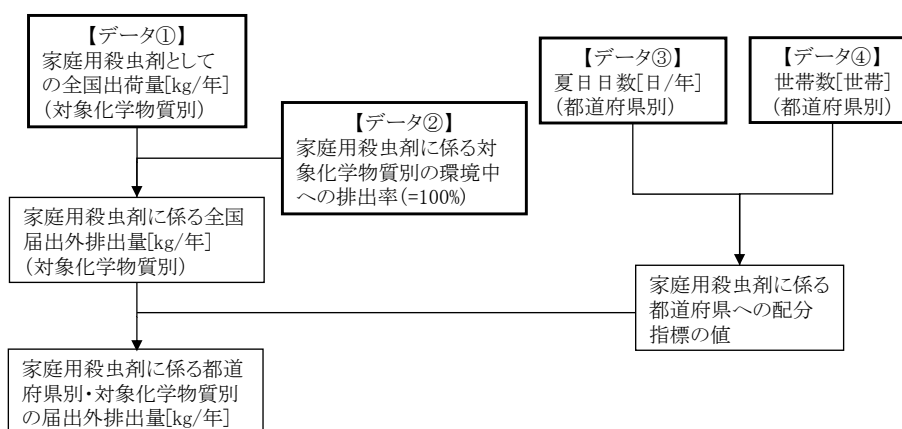 【データ①】
家庭用殺虫剤として
の全国出荷量[kg/年]
(対象化学物質別)
【データ②】
家庭用殺虫剤に係る対
象化学物質別の環境中
への排出率(=100%)
【データ③】
夏日日数[日/年]
(都道府県別)
【データ④】
世帯数[世帯]
(都道府県別)
家庭用殺虫剤に係る全国
届出外排出量[kg/年]
(対象化学物質別)
家庭用殺虫剤に係る
都道府県への配分
指標の値
家庭用殺虫剤に係る都道
府県別・対象化学物質別
の届出外排出量[kg/年]